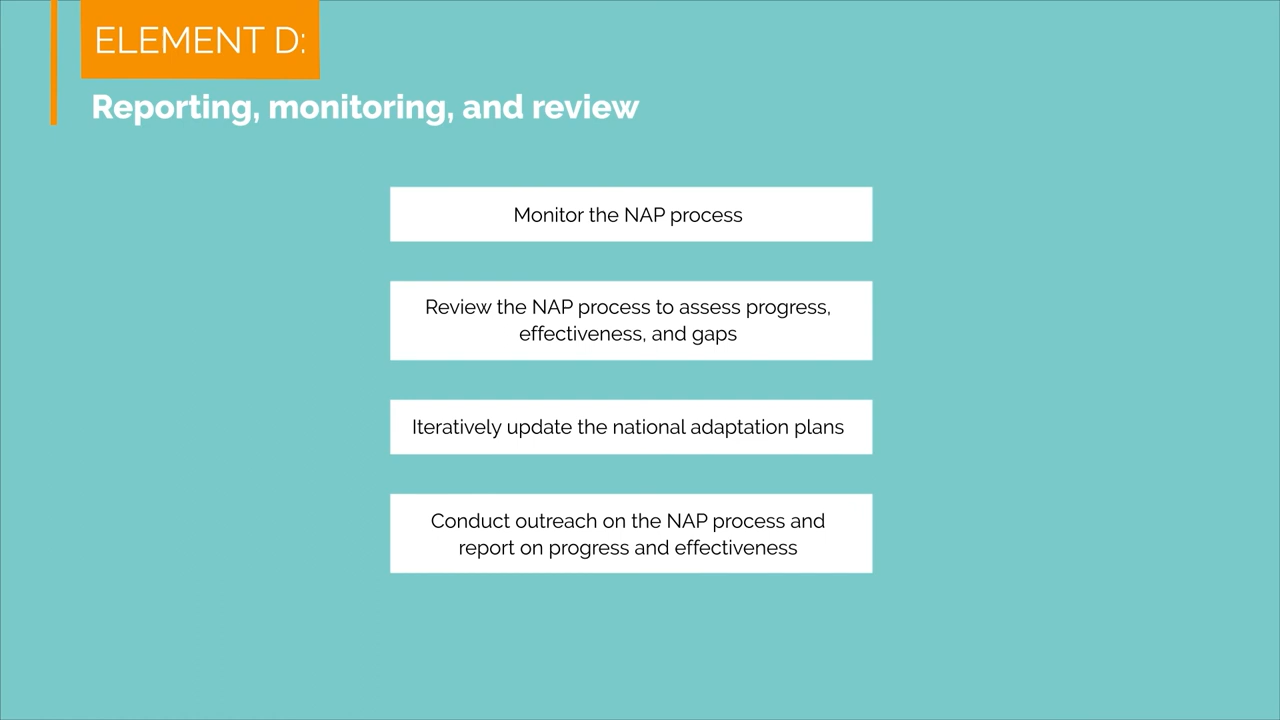 ELEMENT D:
Reporting, monitoring, and review
Monitor the NAP process
Review the NAP process to assess progress,
effectiveness, and gaps
Iteratively update the national adaptation plans
Conduct outreach on the NAP process and
report on progress and effectiveness